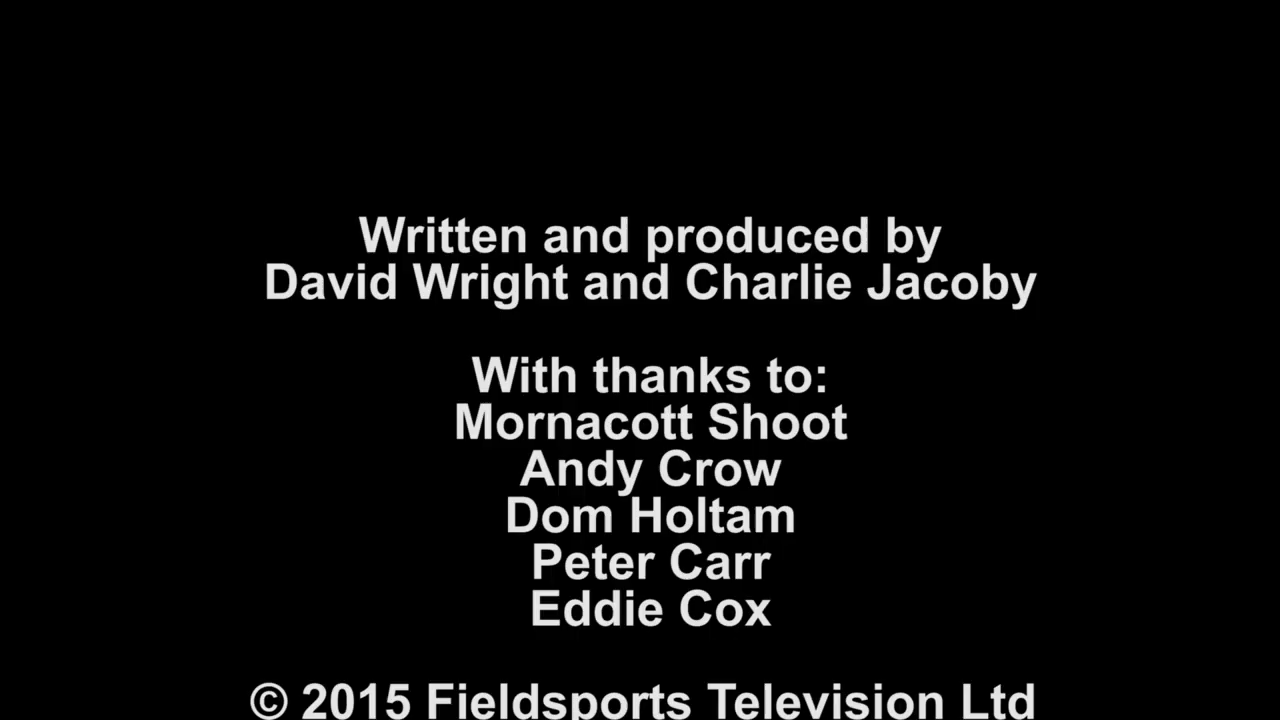 Written and produced by
David Wright and Charlie Jacoby
With thanks to:
Mornacott Shoot
Andy Crow
Dom Holtam
Peter Carr
Eddie Cox
© 2015 Fieldsports Television Ltd